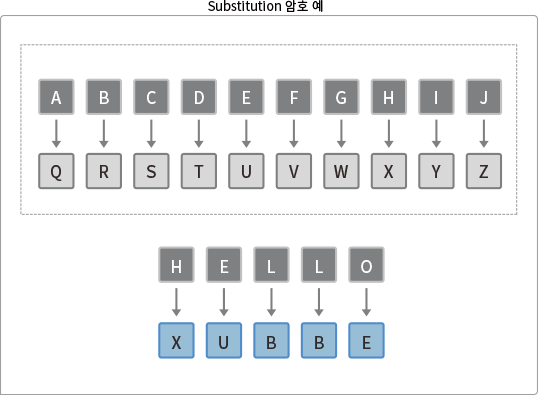 Substitution 암호 예
A B C D E F G H I J
Q R S T U V W X Y Z
H E L L O
X U B B E